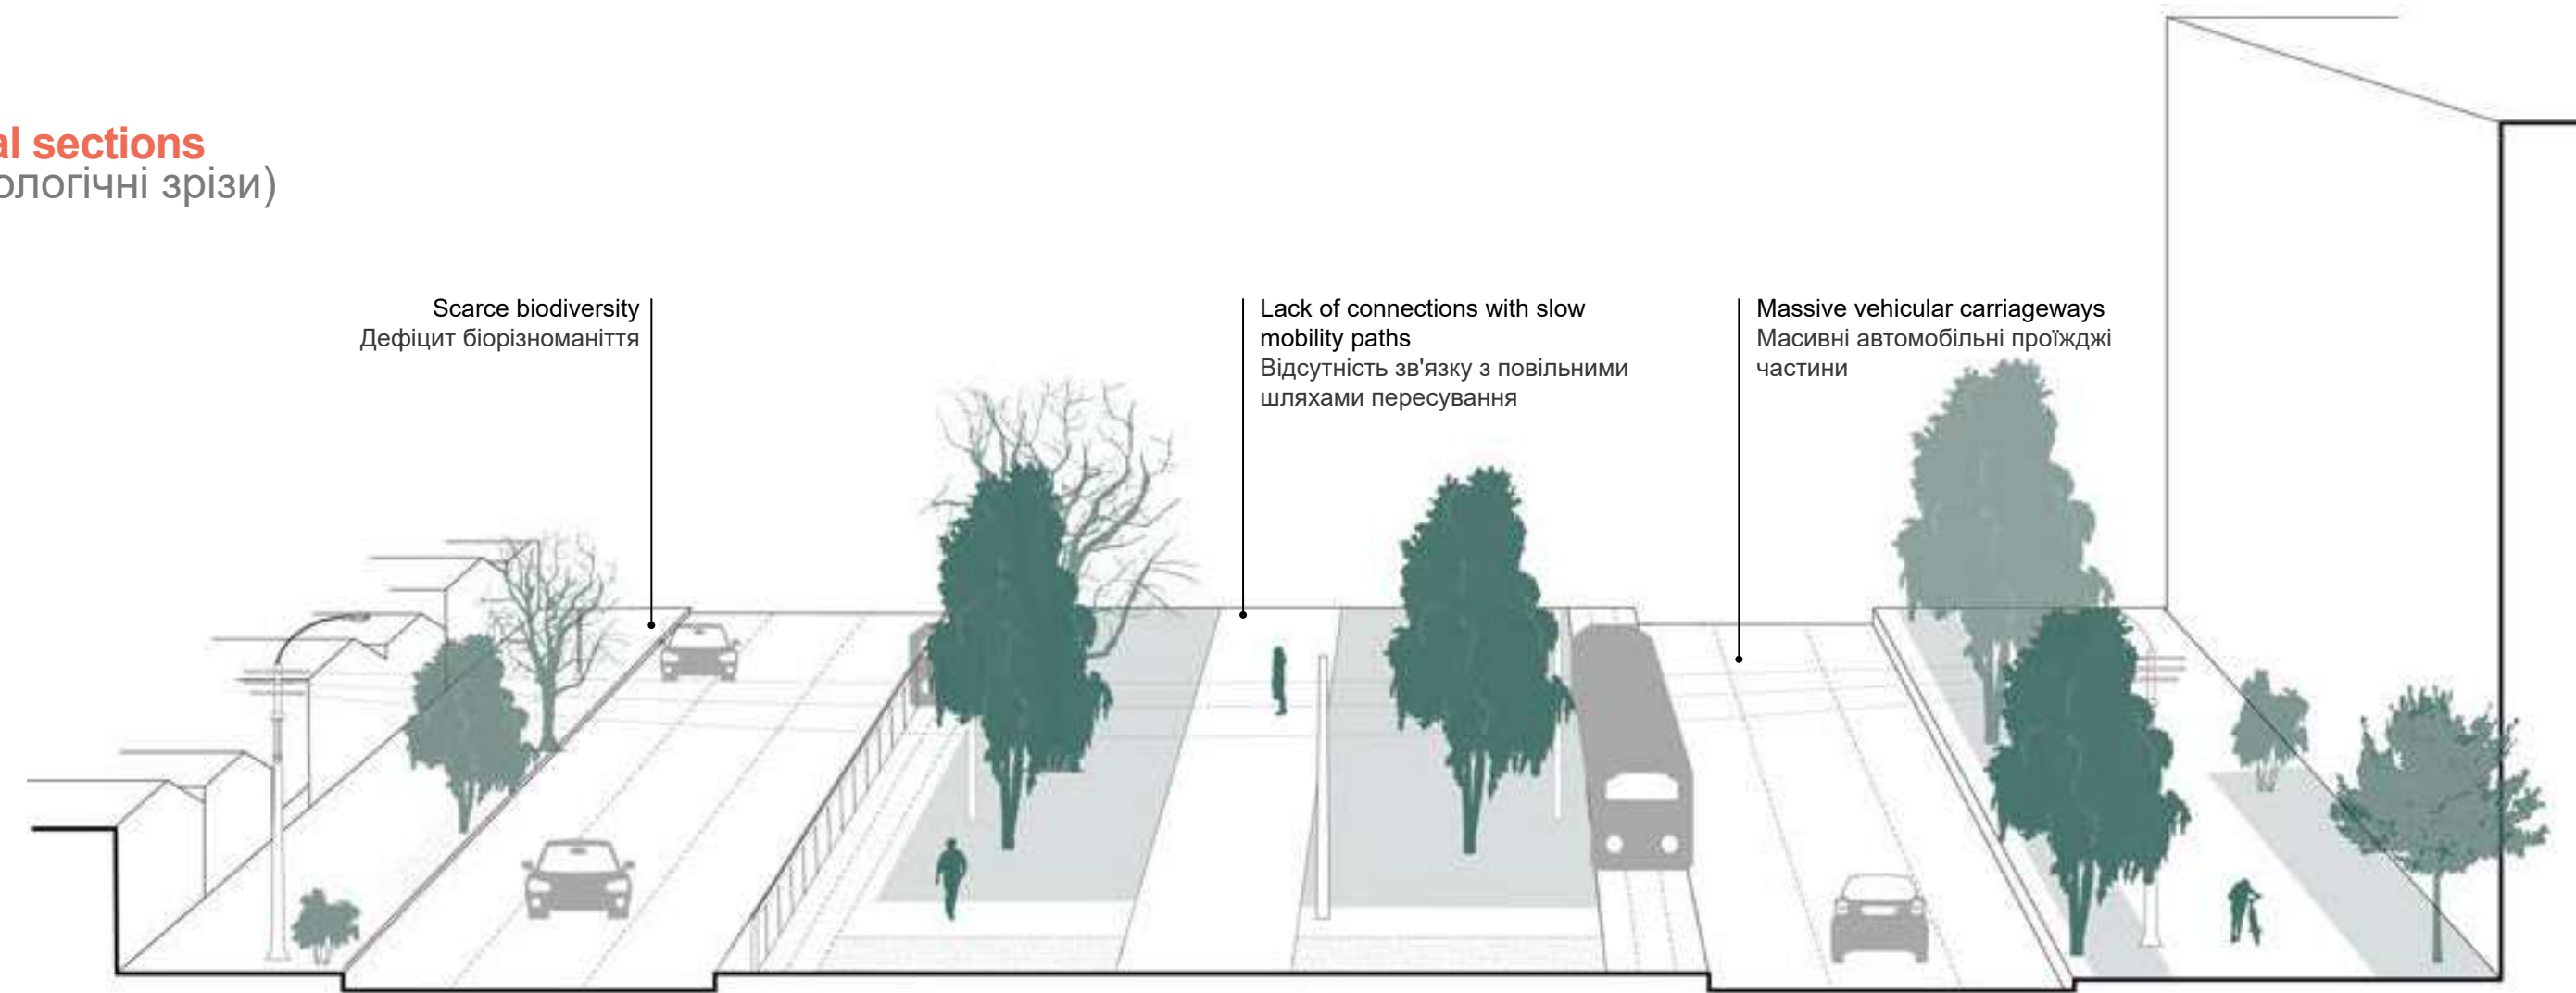 al sections
ологічні зрізи)
Scarce biodiversity
Дефіцит біорізноманіття
Lack of connections with slow
mobility paths
Відсутність зв'язку з повільними
шляхами пересування
Massive vehicular carriageways
Масивні автомобільні проїжджі
частини